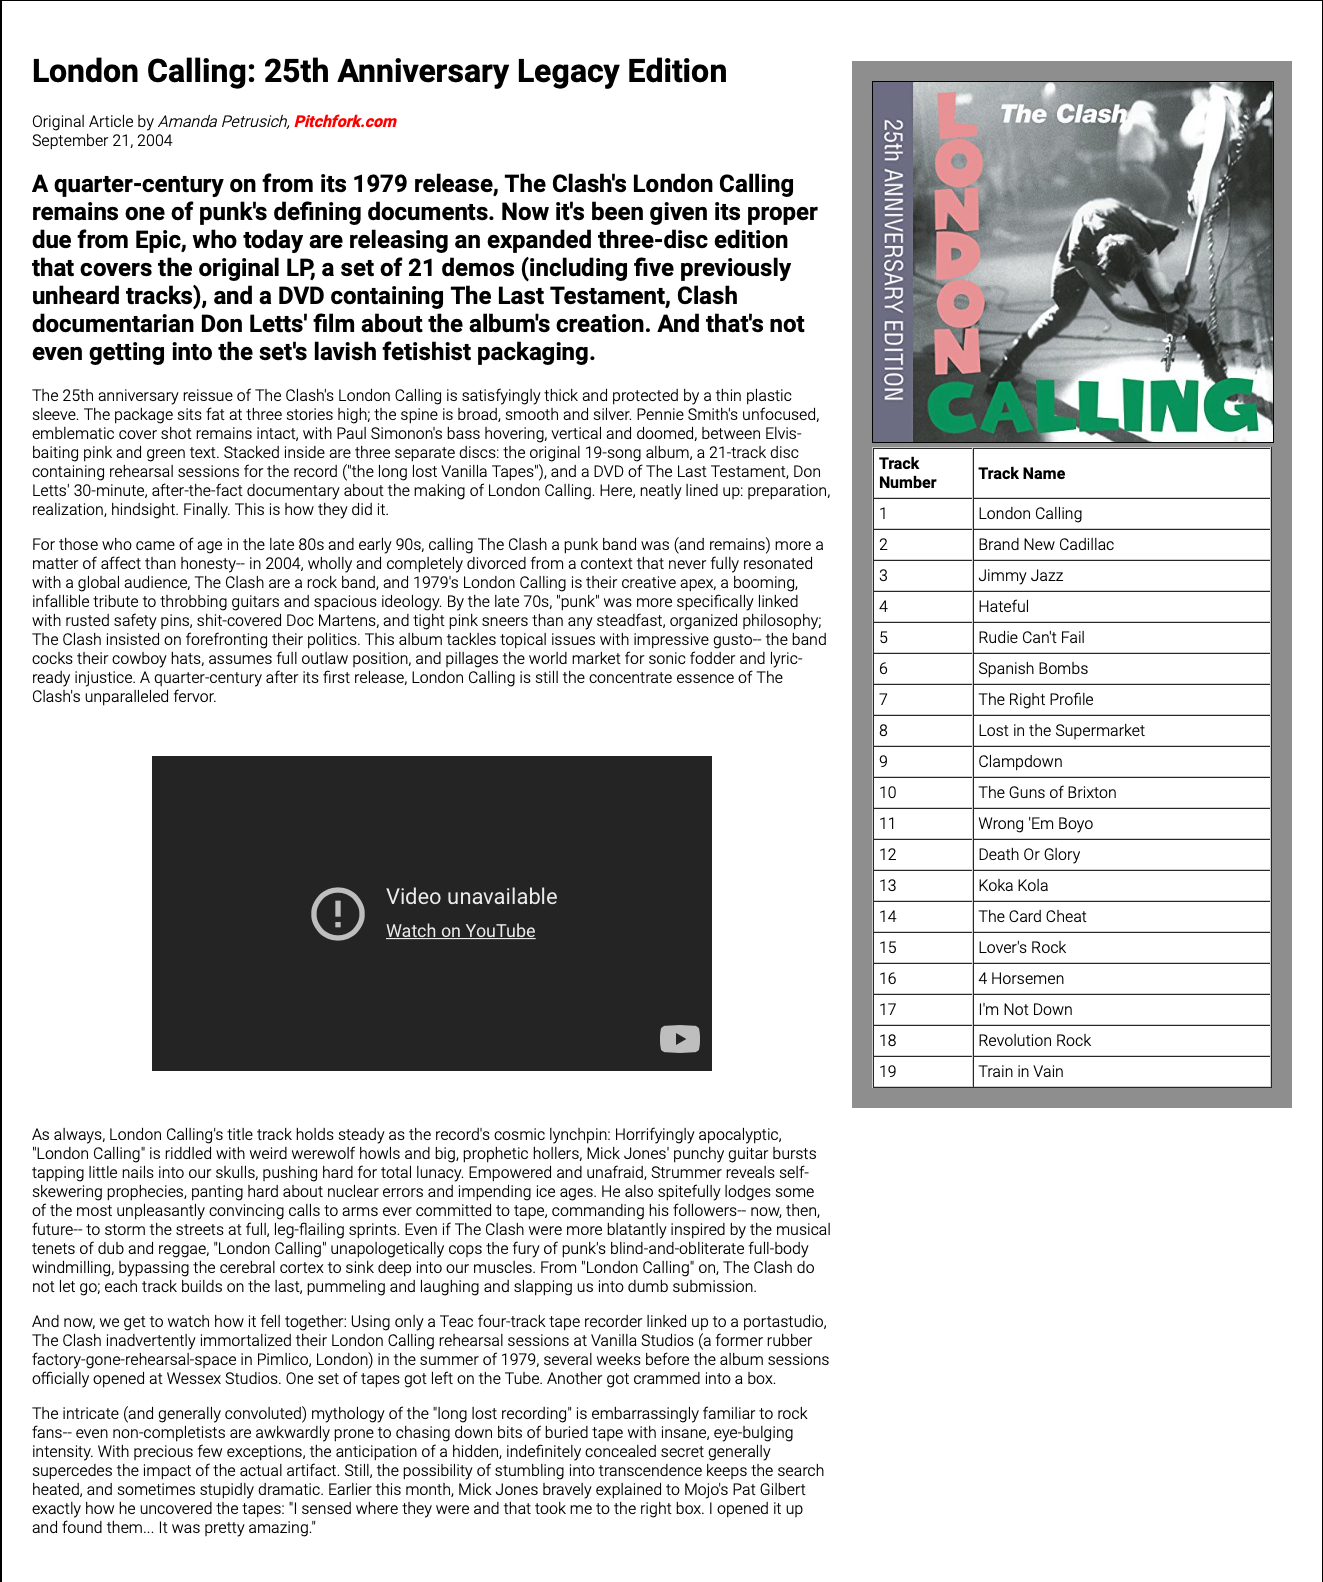 London Calling: 25th Anniversary Legacy Edition
Original Article by Amanda Petrusich, Pitchfork.com
September 21, 2004
A quarter-century on from its 1979 release, The Clash's London Calling
remains one of punk's defining documents. Now it's been given its proper
due from Epic, who today are releasing an expanded three-disc edition
that covers the original LP, a set of 21 demos (including five previously
unheard tracks), and a DVD containing The Last Testament, Clash
documentarian Don Letts' film about the album's creation. And that's not
even getting into the set's lavish fetishist packaging.
The 25th anniversary reissue of The Clash's London Calling is satisfyingly thick and protected by a thin plastic
sleeve. The package sits fat at three stories high; the spine is broad, smooth and silver. Pennie Smith's unfocused,
emblematic cover shot remains intact, with Paul Simonon's bass hovering, vertical and doomed, between Elvis-
baiting pink and green text. Stacked inside are three separate discs: the original 19-song album, a 21-track disc
containing rehearsal sessions for the record ("the long lost Vanilla Tapes"), and a DVD of The Last Testament, Don
Letts' 30-minute, after-the-fact documentary about the making of London Calling. Here, neatly lined up: preparation,
realization, hindsight. Finally. This is how they did it.
For those who came of age in the late 80s and early 90s, calling The Clash a punk band was (and remains) more a
matter of affect than honesty-- in 2004, wholly and completely divorced from a context that never fully resonated
with a global audience, The Clash are a rock band, and 1979's London Calling is their creative apex, a booming,
infallible tribute to throbbing guitars and spacious ideology. By the late 70s, "punk" was more specifically linked
with rusted safety pins, shit-covered Doc Martens, and tight pink sneers than any steadfast, organized philosophy;
The Clash insisted on forefronting their politics. This album tackles topical issues with impressive gusto-- the band
cocks their cowboy hats, assumes full outlaw position, and pillages the world market for sonic fodder and lyric-
ready injustice. A quarter-century after its first release, London Calling is still the concentrate essence of The
Clash's unparalleled fervor.
Video unavailable
Watch on YouTube
As always, London Calling's title track holds steady as the record's cosmic lynchpin: Horrifyingly apocalyptic,
"London Calling" is riddled with weird werewolf howls and big, prophetic hollers, Mick Jones' punchy guitar bursts
tapping little nails into our skulls, pushing hard for total lunacy. Empowered and unafraid, Strummer reveals self-
skewering prophecies, panting hard about nuclear errors and impending ice ages. He also spitefully lodges some
of the most unpleasantly convincing calls to arms ever committed to tape, commanding his followers-- now, then,
future-- to storm the streets at full, leg-flailing sprints. Even if The Clash were more blatantly inspired by the musical
tenets of dub and reggae, "London Calling" unapologetically cops the fury of punk's blind-and-obliterate full-body
windmilling, bypassing the cerebral cortex to sink deep into our muscles. From "London Calling" on, The Clash do
not let go; each track builds on the last, pummeling and laughing and slapping us into dumb submission.
And now, we get to watch how it fell together: Using only a Teac four-track tape recorder linked up to a portastudio,
The Clash inadvertently immortalized their London Calling rehearsal sessions at Vanilla Studios (a former rubber
factory-gone-rehearsal-space in Pimlico, London) in the summer of 1979, several weeks before the album sessions
officially opened at Wessex Studios. One set of tapes got left on the Tube. Another got crammed into a box.
The intricate (and generally convoluted) mythology of the "long lost recording" is embarrassingly familiar to rock
fans-- even non-completists are awkwardly prone to chasing down bits of buried tape with insane, eye-bulging
intensity. With precious few exceptions, the anticipation of a hidden, indefinitely concealed secret generally
supercedes the impact of the actual artifact. Still, the possibility of stumbling into transcendence keeps the search
heated, and sometimes stupidly dramatic. Earlier this month, Mick Jones bravely explained to Mojo's Pat Gilbert
exactly how he uncovered the tapes: "I sensed where they were and that took me to the right box. I opened it up
and found them... It was pretty amazing."
25th ANNIVERSARY EDITION
The Clash
LONDON
CALLING
Track Number Track Name
1 London Calling
2 Brand New Cadillac
3 Jimmy Jazz
4 Hateful
5 Rudie Can't Fail
6 Spanish Bombs
7 The Right Profile
8 Lost in the Supermarket
9 Clampdown
10 The Guns of Brixton
11 Wrong 'Em Boyo
12 Death Or Glory
13 Koka Kola
14 The Card Cheat
15 Lover's Rock
16 4 Horsemen
17 I'm Not Down
18 Revolution Rock
19 Train in Vain